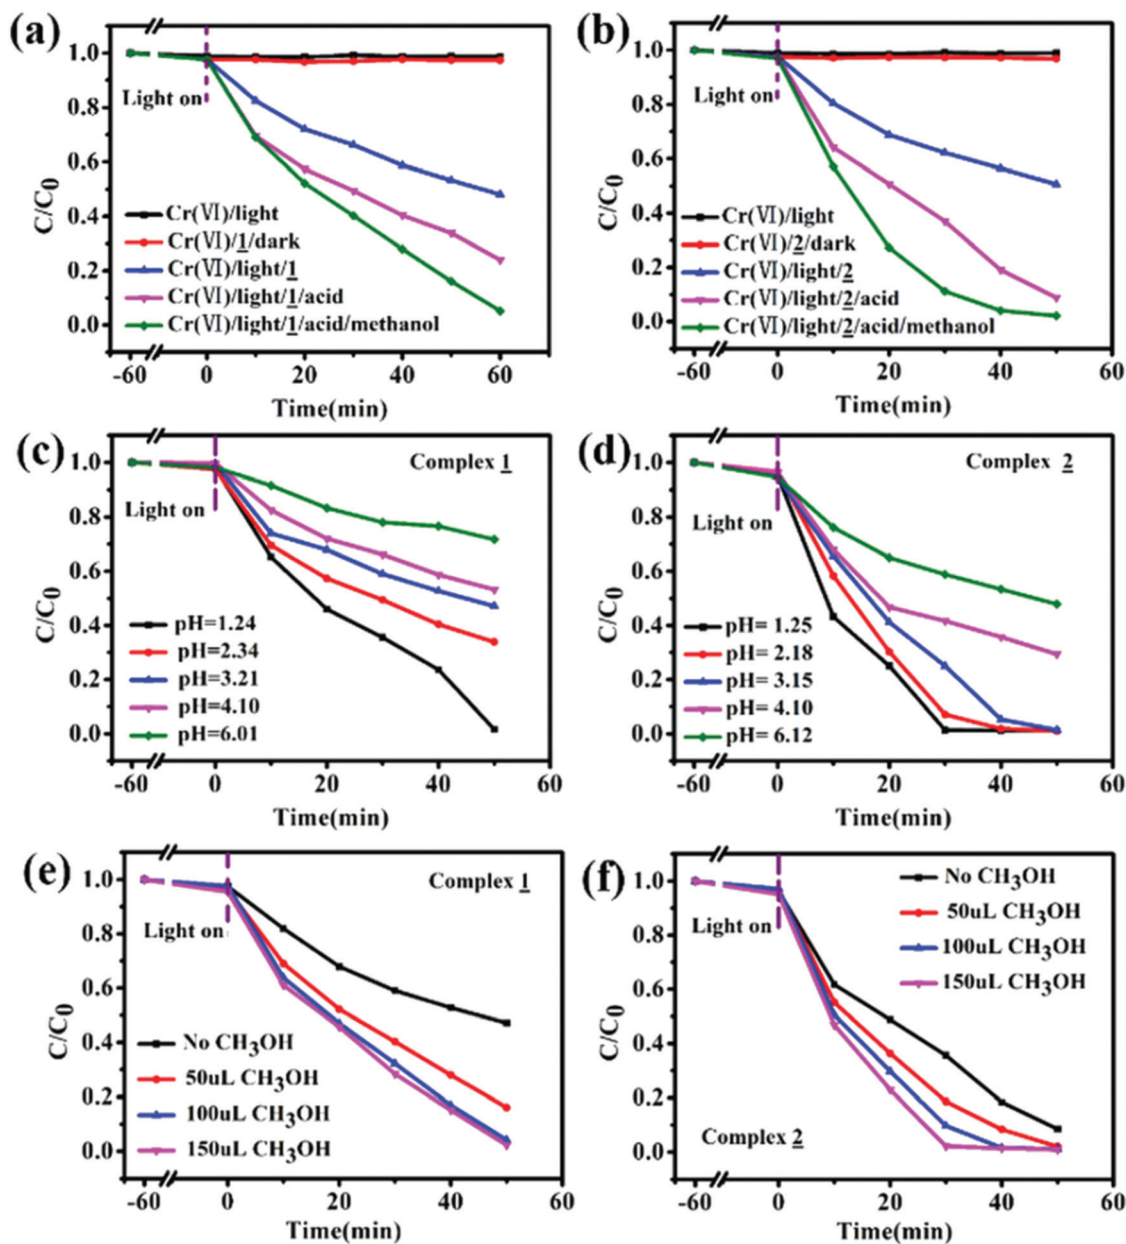 (a)
1.0
0.8
0.6
0.4
0.2
0.0
C/C0
Light on
Cr(Ⅵ)/light
Cr(Ⅵ)/1/dark
Cr(Ⅵ)/light/1
Cr(Ⅵ)/light/1/acid
Cr(Ⅵ)/light/1/acid/methanol
-60 0 20 40 60
Time(min)
(b)
1.0
0.8
0.6
0.4
0.2
0.0
C/C0
Light on
Cr(Ⅵ)/light
Cr(Ⅵ)/2/dark
Cr(Ⅵ)/light/2
Cr(Ⅵ)/light/2/acid
Cr(Ⅵ)/light/2/acid/methanol
-60 0 20 40 60
Time(min)
(c)
Complex 1
1.0
0.8
0.6
0.4
0.2
0.0
C/C0
Light on
pH=1.24
pH=2.34
pH=3.21
pH=4.10
pH=6.01
-60 0 20 40 60
Time(min)
(d)
Complex 2
1.0
0.8
0.6
0.4
0.2
0.0
C/C0
Light on
pH= 1.25
pH= 2.18
pH= 3.15
pH= 4.10
pH= 6.12
-60 0 20 40 60
Time(min)
(e)
Complex 1
1.0
0.8
0.6
0.4
0.2
0.0
C/C0
Light on
No CH3OH
50uL CH3OH
100uL CH3OH
150uL CH3OH
-60 0 20 40 60
Time(min)
(f)
No CH3OH
50uL CH3OH
100uL CH3OH
150uL CH3OH
1.0
0.8
0.6
0.4
0.2
0.0
C/C0
Light on
Complex 2
-60 0 20 40 60
Time(min)